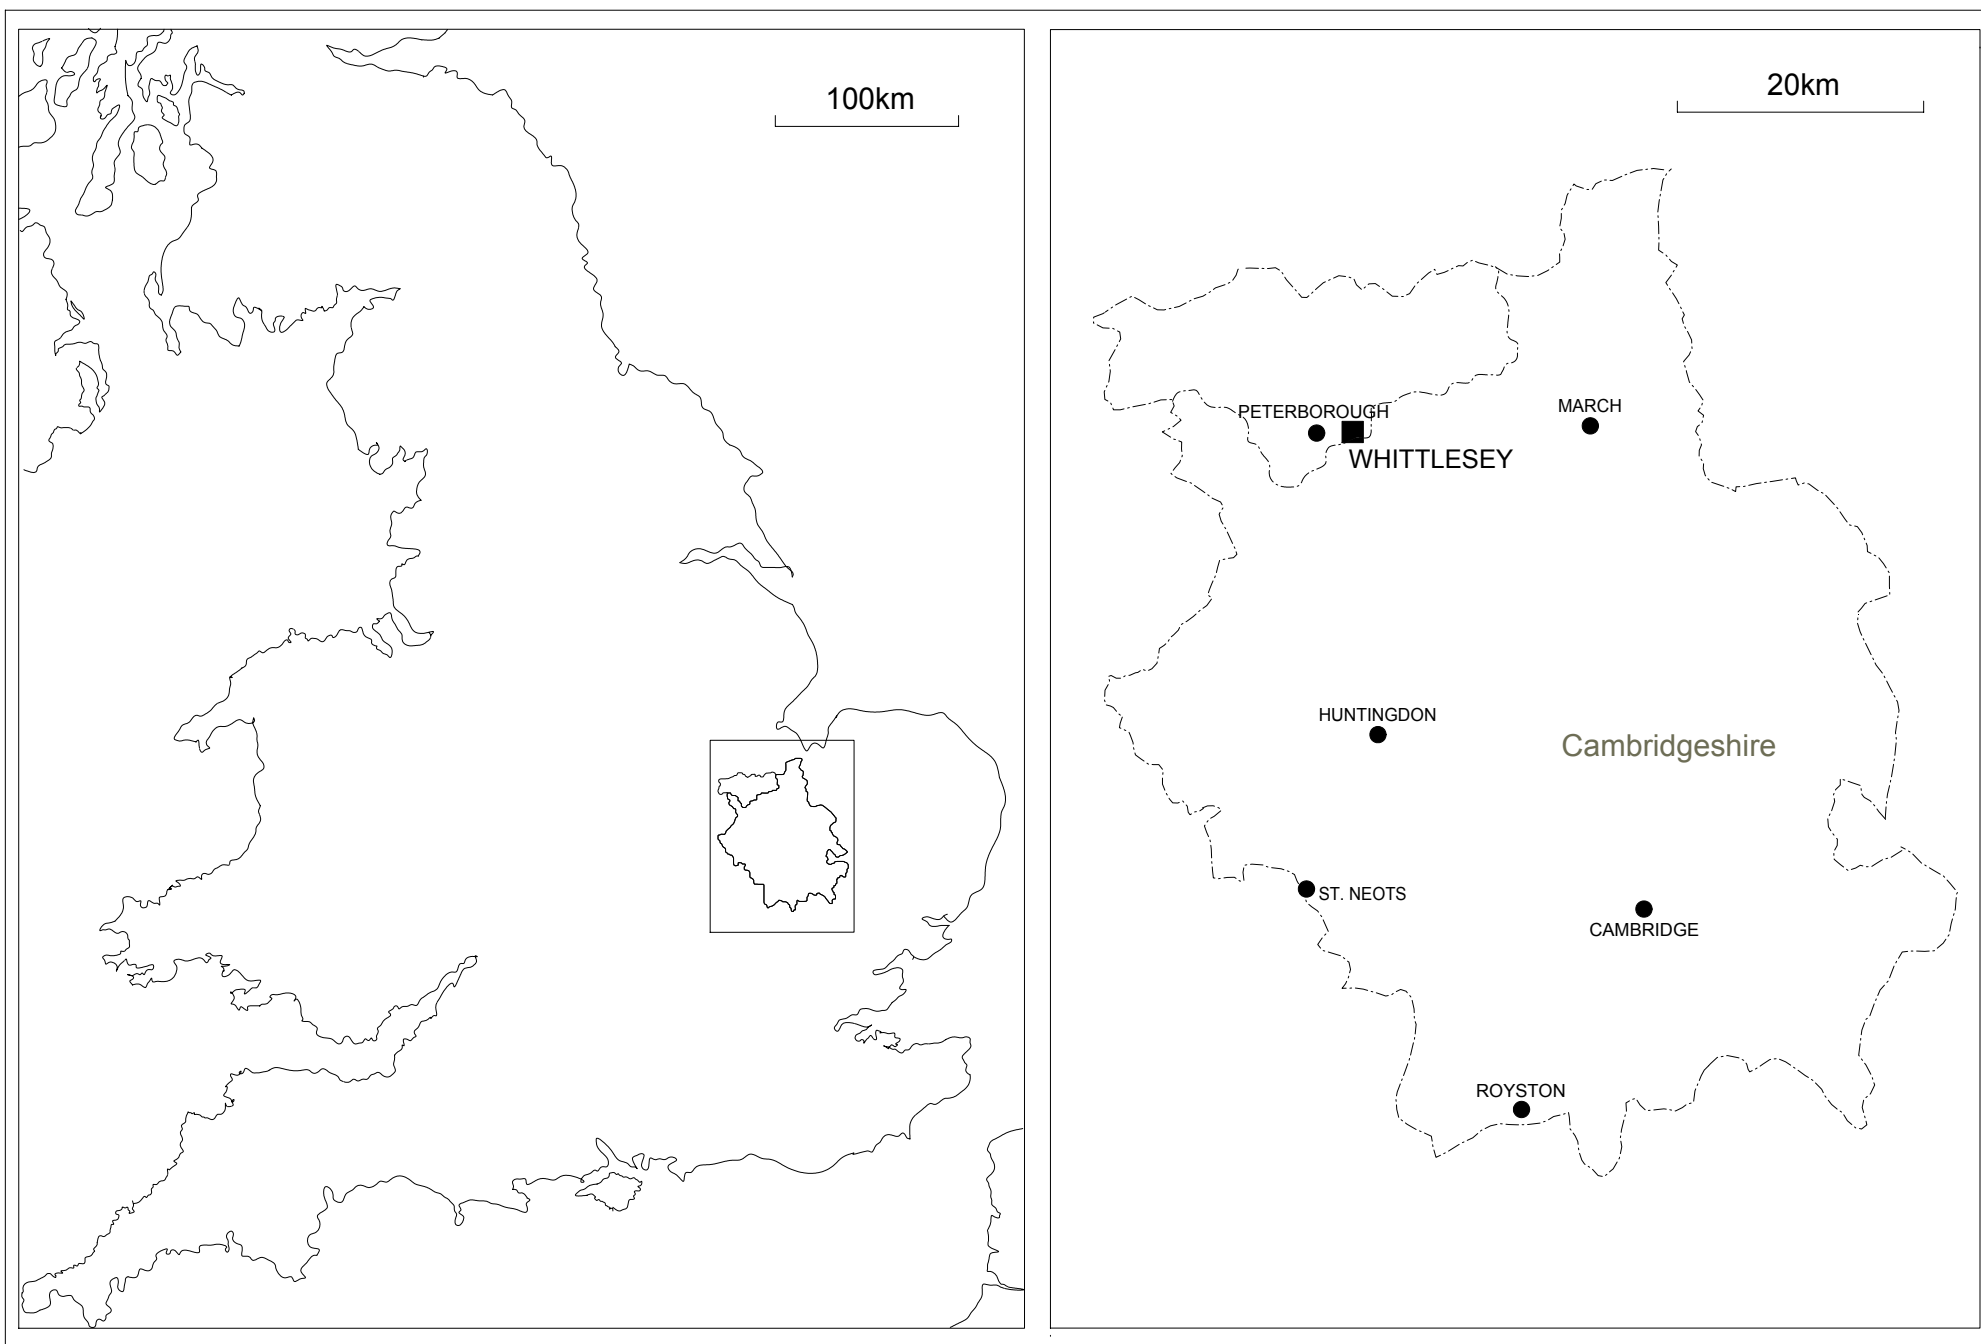 100km
20km
PETERBOROUGH
MARCH
WHITTLESEY
HUNTINGDON
Cambridgeshire
ST. NEOTS
CAMBRIDGE
ROYSTON